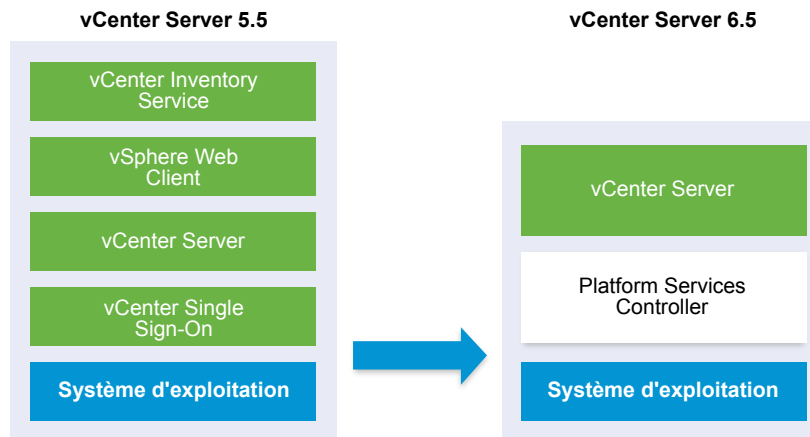 vCenter Server 5.5
vCenter Inventory
Service
vSphere Web
Client
vCenter Server
vCenter Single
Sign-On
Système d'exploitation
vCenter Server 6.5
vCenter Server
Platform Services
Controller
Système d'exploitation